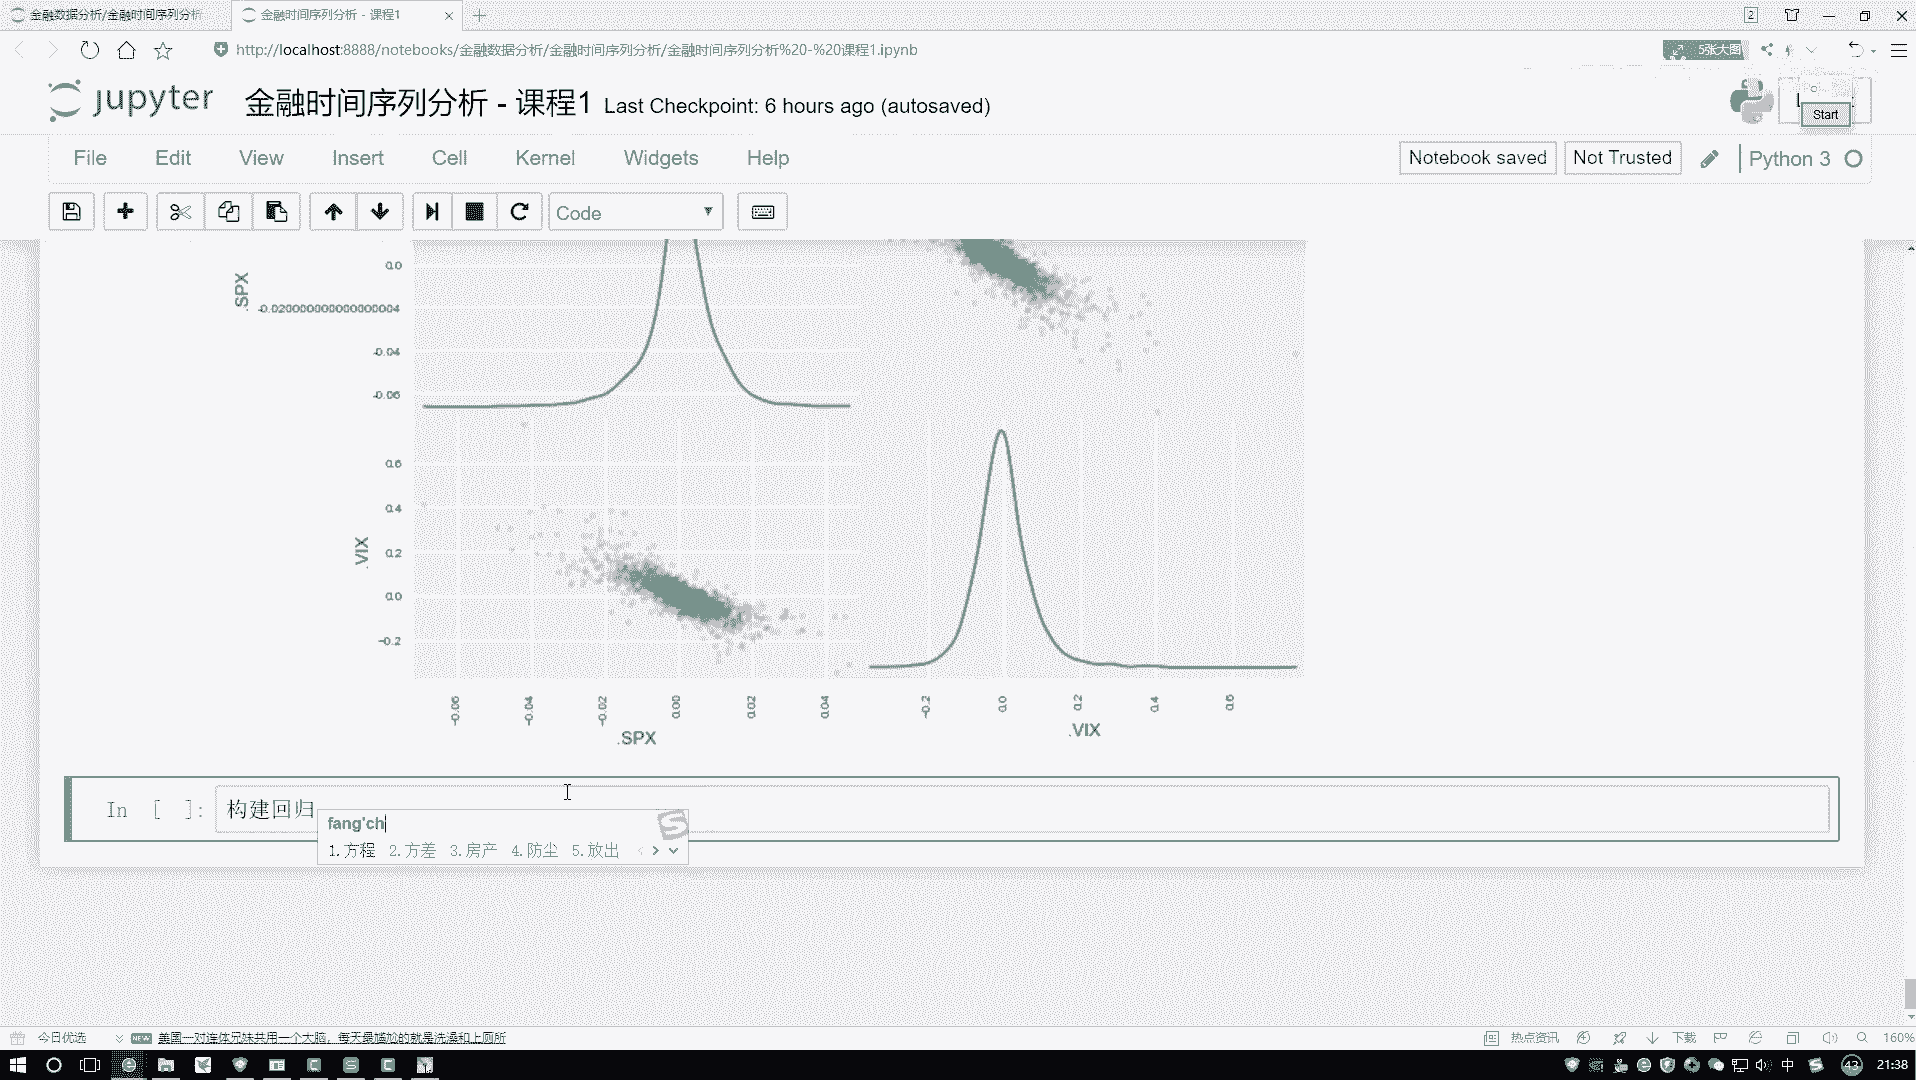 金融数据分析/金融时间序列分析
金融时间序列分析 - 课程1
2
http://localhost:8888/notebooks/金融数据分析/金融时间序列分析/金融时间序列分析%20-%20课程1.ipynb
5张大图
jupyter
金融时间序列分析 - 课程1
Last Checkpoint: 6 hours ago (autosaved)
Start
File
Edit
View
Insert
Cell
Kernel
Widgets
Help
Notebook saved
Not Trusted
Python 3
Code
.SPX
0.0
-0.020000000000000004
-0.04
-0.06
.VIX
0.6
0.4
0.2
0.0
-0.2
-0.06
-0.04
-0.02
0.00
0.02
0.04
-0.2
0.0
0.2
0.4
0.6
.SPX
.VIX
In [ ]:
构建回归
fang'ch
1.方程 2.方差 3.房产 4.防尘 5.放出
今日优选
NEW
美国一对连体兄妹共用一个大脑，每天最尴尬的就是洗澡和上厕所
热点资讯
下载
160%
中
43
21:38